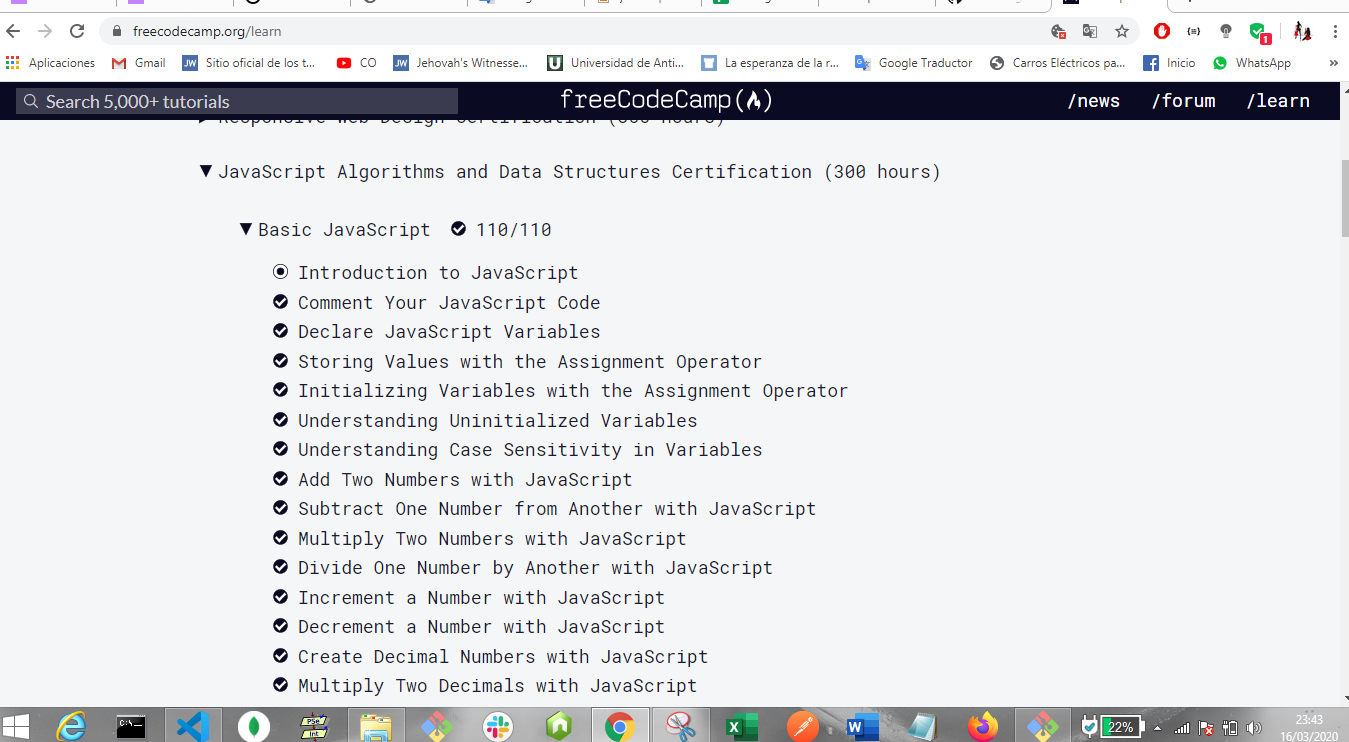 freecodecamp.org/learn
1
Aplicaciones Gmail JW Sitio oficial de los t... CO JW Jehovah's Witnesse... Universidad de Anti... La esperanza de la r... Google Traductor Carros Eléctricos pa... Inicio WhatsApp »
Search 5,000+ tutorials freeCodeCamp /news /forum /learn
Responsive Web Design Certification (300 hours)
JavaScript Algorithms and Data Structures Certification (300 hours)
Basic JavaScript 110/110
Introduction to JavaScript
Comment Your JavaScript Code
Declare JavaScript Variables
Storing Values with the Assignment Operator
Initializing Variables with the Assignment Operator
Understanding Uninitialized Variables
Understanding Case Sensitivity in Variables
Add Two Numbers with JavaScript
Subtract One Number from Another with JavaScript
Multiply Two Numbers with JavaScript
Divide One Number by Another with JavaScript
Increment a Number with JavaScript
Decrement a Number with JavaScript
Create Decimal Numbers with JavaScript
Multiply Two Decimals with JavaScript
C:\_ PSe Int 22% 23:43
16/03/2020